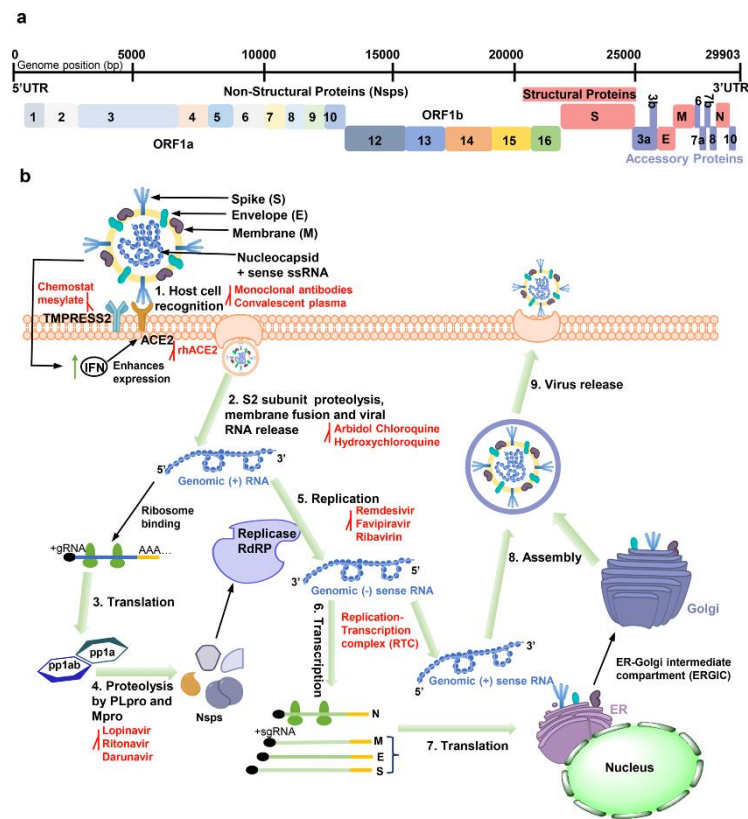 a
0 5000 10000 15000 20000 25000 29903
Genome position (bp)
5'UTR 3'UTR
Non-Structural Proteins (Nsps)
Structural Proteins
3b 6 7b
1 2 3 4 5 6 7 8 9 10 S M N
ORF1a
ORF1b
12 13 14 15 16 3a E 7a 8 10
Accessory Proteins
b
Spike (S)
Envelope (E)
Membrane (M)
Nucleocapsid
+ sense ssRNA
1. Host cell
recognition
Monoclonal antibodies
Convalescent plasma
Chemostat
mesylate
TMPRESS2
ACE2
rhACE2
IFN
Enhances
expression
2. S2 subunit proteolysis,
membrane fusion and viral
RNA release
Arbidol Chloroquine
Hydroxychloroquine
5' 3'
Genomic (+) RNA
Ribosome
binding
+gRNA
AAA...
3. Translation
pp1a
pp1ab
4. Proteolysis
by PLpro and
Mpro
Lopinavir
Ritonavir
Darunavir
Nsps
Replicase
RdRP
5. Replication
Remdesivir
Favipiravir
Ribavirin
3' 5'
Genomic (-) sense RNA
6. Transcription
Replication-
Transcription
complex (RTC)
5' 3'
Genomic (+) sense RNA
N
+sgRNA
M
E
S
7. Translation
ER
Nucleus
ER-Golgi intermediate
compartment (ERGIC)
Golgi
8. Assembly
9. Virus release